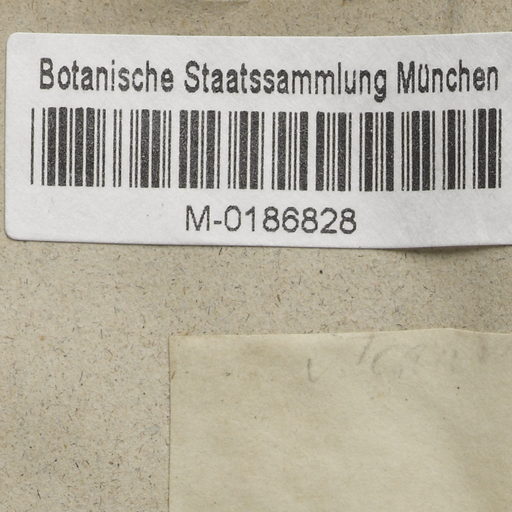 Botanische Staatssammlung München
M-0186828